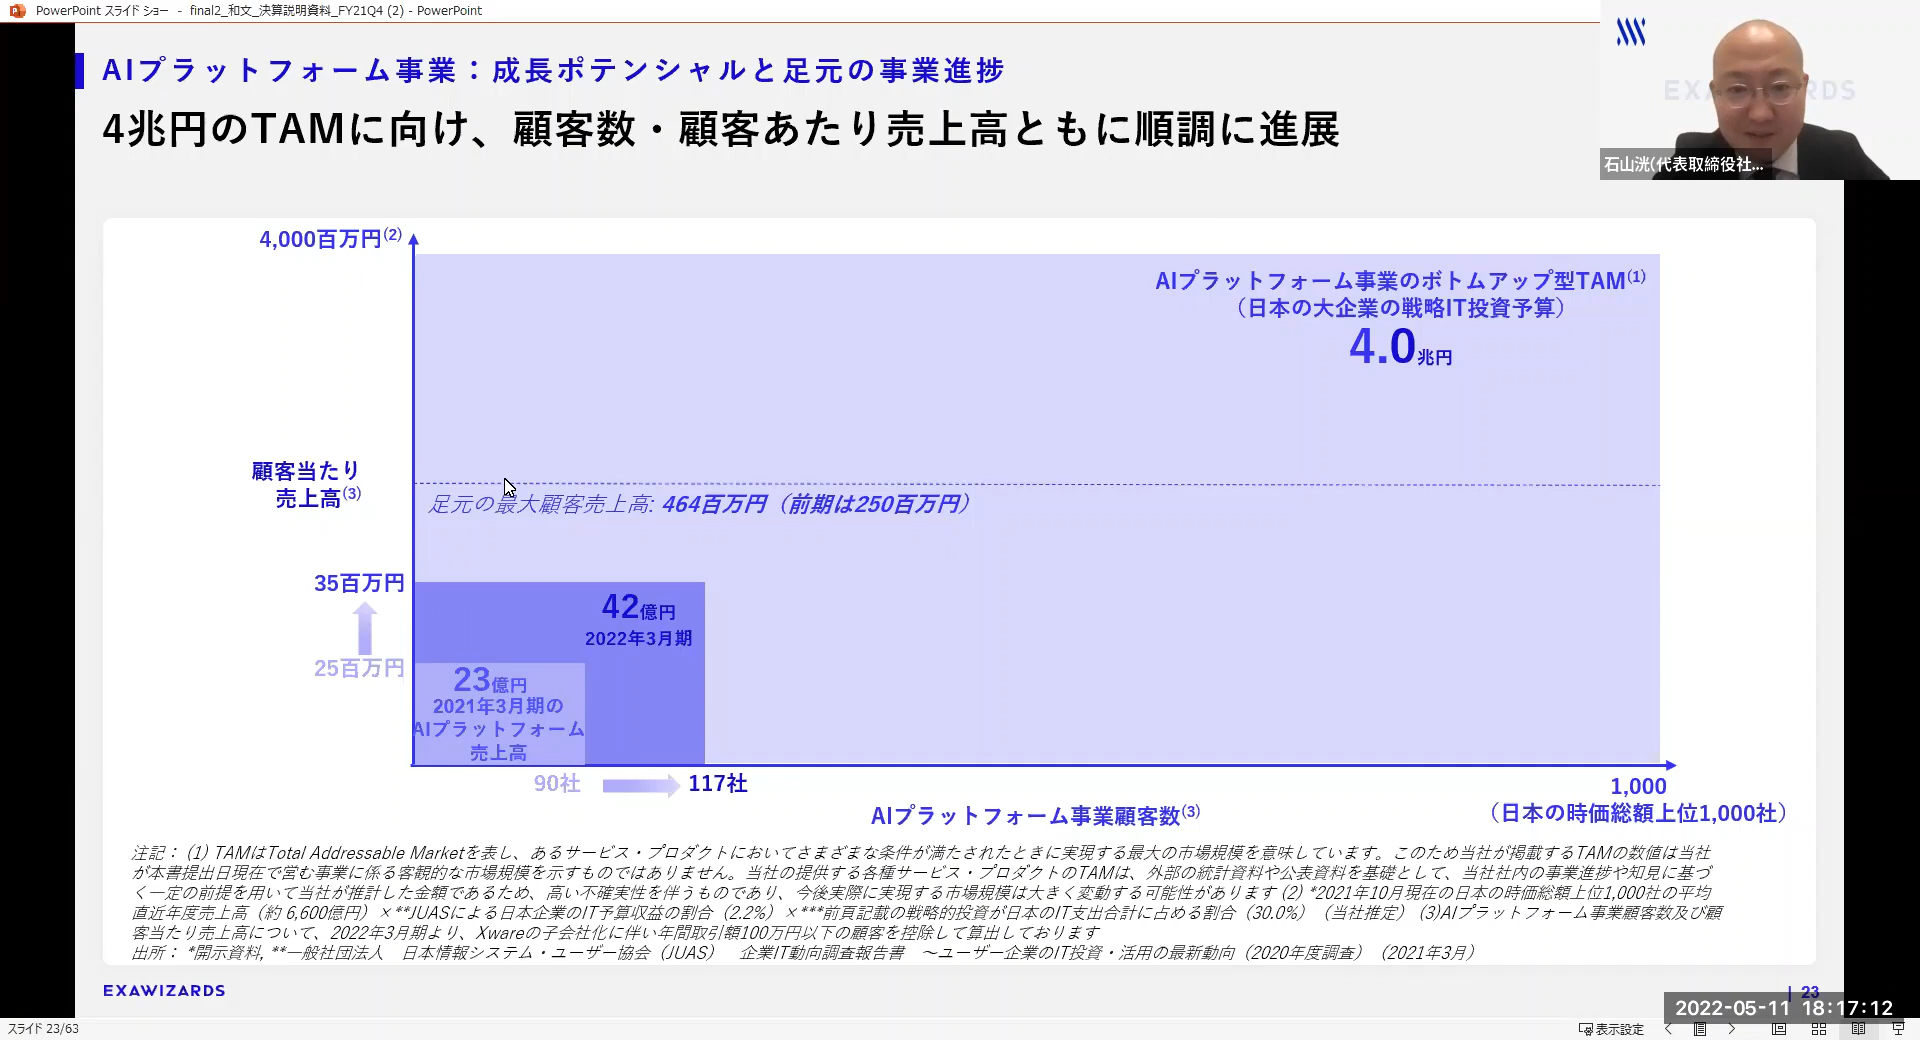 PowerPoint スライド ショー - final2_和文_決算説明資料_FY21Q4 (2) - PowerPoint
AIプラットフォーム事業：成長ポテンシャルと足元の事業進捗
4兆円のTAMに向け、顧客数・顧客あたり売上高ともに順調に進展
石山洸(代表取締役社...
4,000百万円(2)
AIプラットフォーム事業のボトムアップ型TAM(1)
（日本の大企業の戦略IT投資予算）
4.0兆円
顧客当たり
売上高(3)
足元の最大顧客売上高: 464百万円（前期は250百万円）
35百万円
42億円
2022年3月期
25百万円
23億円
2021年3月期の
AIプラットフォーム
売上高
90社
117社
1,000
AIプラットフォーム事業顧客数(3)
（日本の時価総額上位1,000社）
注記： (1) TAMはTotal Addressable Marketを表し、あるサービス・プロダクトにおいてさまざまな条件が満たされたときに実現する最大の市場規模を意味しています。このため当社が掲載するTAMの数値は当社
が本書提出日現在で営む事業に係る客観的な市場規模を示すものではありません。当社の提供する各種サービス・プロダクトのTAMは、外部の統計資料や公表資料を基礎として、当社社内の事業進捗や知見に基づ
く一定の前提を用いて当社が推計した金額であるため、高い不確実性を伴うものであり、今後実際に実現する市場規模は大きく変動する可能性があります (2) *2021年10月現在の日本の時価総額上位1,000社の平均
直近年度売上高（約 6,600億円）×**JUASによる日本企業のIT予算収益の割合（2.2%）×***前頁記載の戦略的投資が日本のIT支出合計に占める割合（30.0%）（当社推定） (3)AIプラットフォーム事業顧客数及び顧
客当たり売上高について、2022年3月期より、Xwareの子会社化に伴い年間取引額100万円以下の顧客を控除して算出しております
出所： *開示資料, **一般社団法人　日本情報システム・ユーザー協会（JUAS）　企業IT動向調査報告書　～ユーザー企業のIT投資・活用の最新動向（2020年度調査）（2021年3月）
EXAWIZARDS
| 23
2022-05-11 18:17:12
スライド 23/63
表示設定